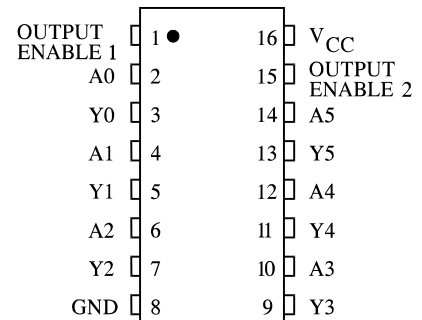 OUTPUT
ENABLE 1 1 16 VCC
A0 2 15 OUTPUT
ENABLE 2
Y0 3 14 A5
A1 4 13 Y5
Y1 5 12 A4
A2 6 11 Y4
Y2 7 10 A3
GND 8 9 Y3